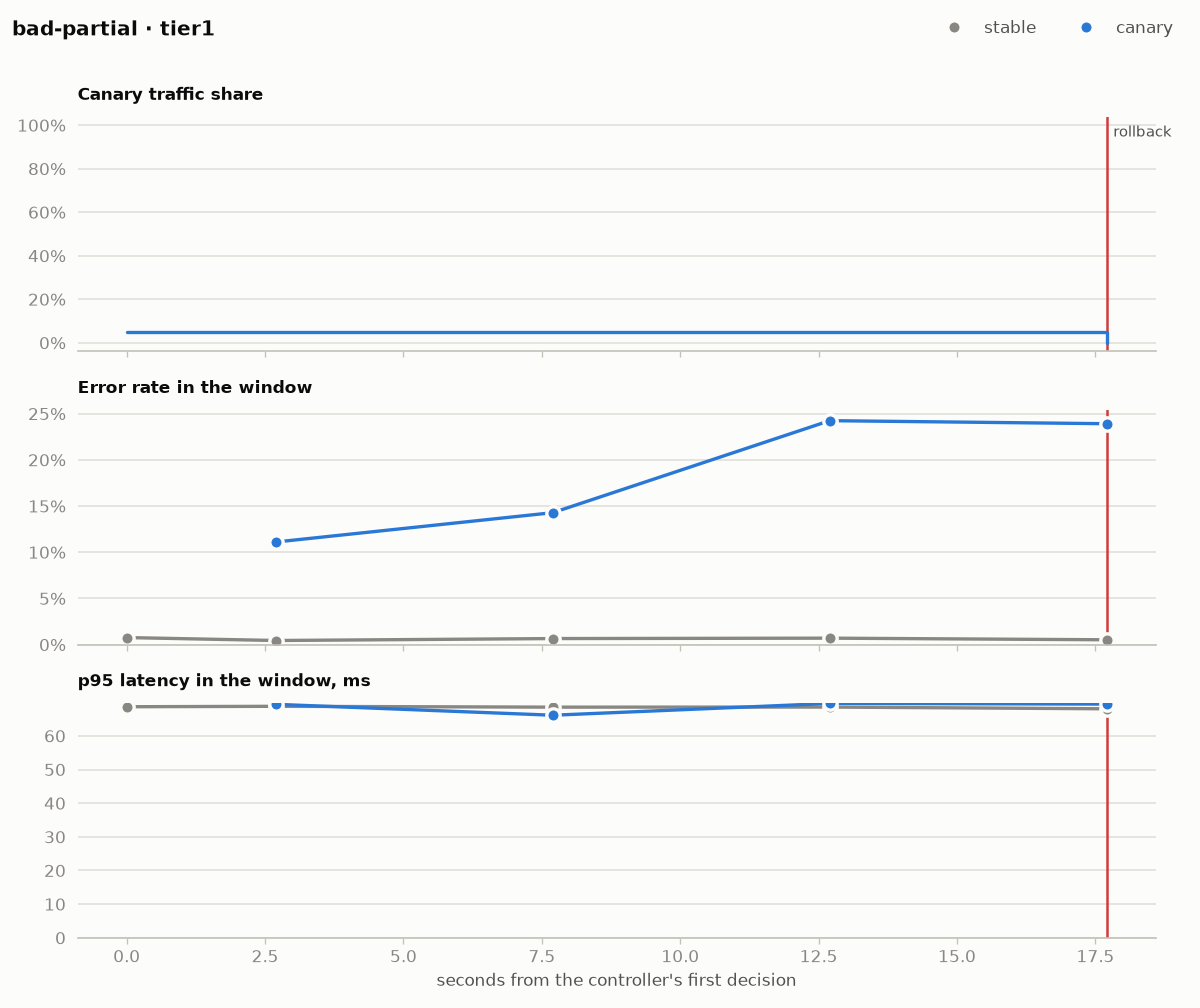 bad-partial · tier1
stable
canary
Canary traffic share
100%
80%
60%
40%
20%
0%
rollback
Error rate in the window
25%
20%
15%
10%
5%
0%
p95 latency in the window, ms
60
50
40
30
20
10
0
0.0 2.5 5.0 7.5 10.0 12.5 15.0 17.5
seconds from the controller's first decision